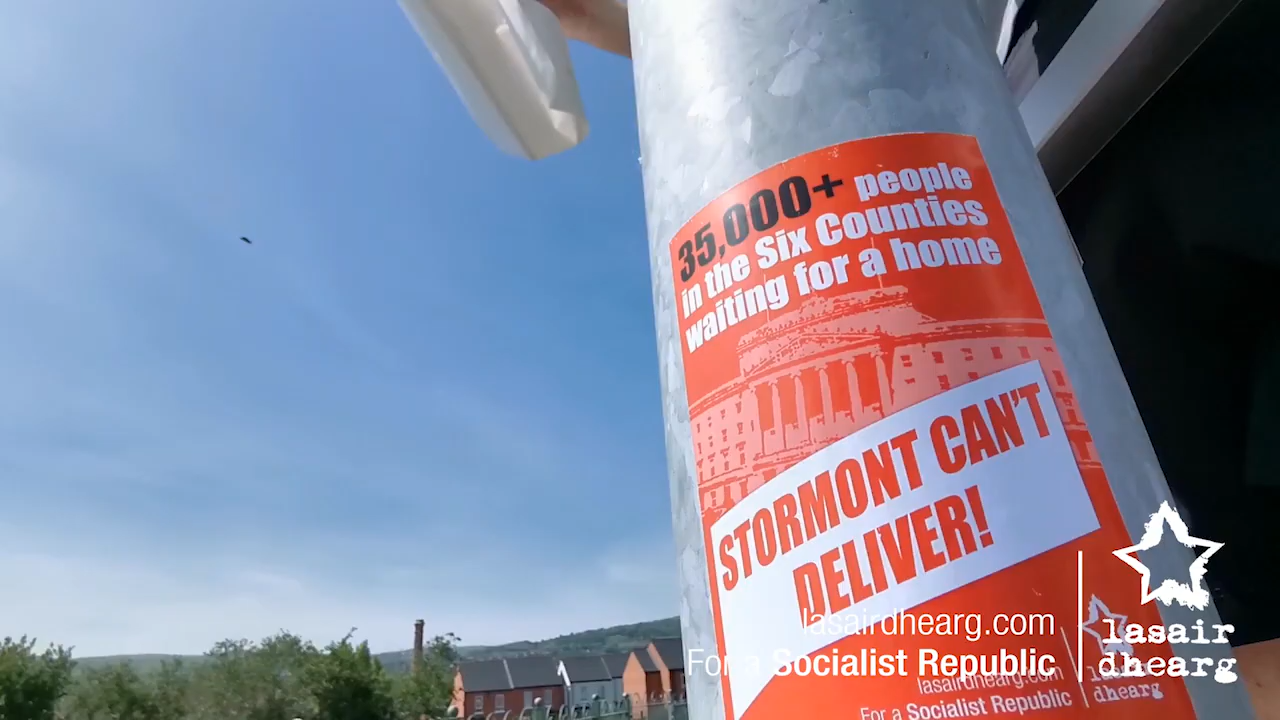 35,000+ people
in the Six Counties
waiting for a home
STORMONT CAN'T
DELIVER!
lasairdhearg.com
For a Socialist Republic
lasair
dhearg
lasairdhearg.com
For a Socialist Republic
lasair
dhearg